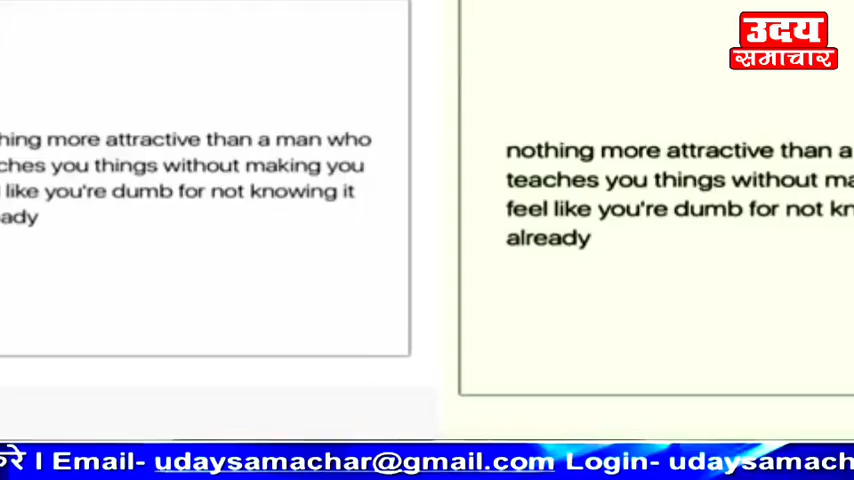 उदय
समाचार
hing more attractive than a man who
ches you things without making you
like you're dumb for not knowing it
ady
nothing more attractive than a
teaches you things without ma
feel like you're dumb for not kn
already
करे I Email- udaysamachar@gmail.com Login- udaysamach